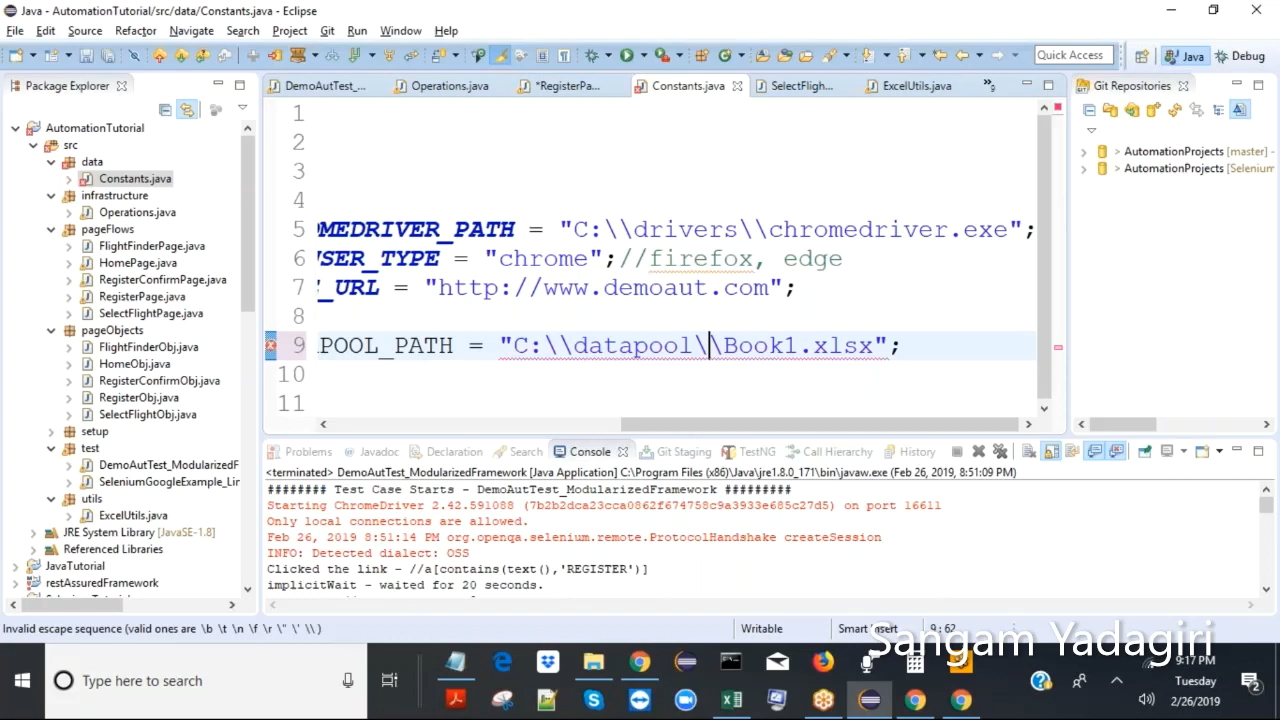 Java - AutomationTutorial/src/data/Constants.java - Eclipse
File Edit Source Refactor Navigate Search Project Git Run Window Help
Quick Access
Java
Debug
Package Explorer
DemoAutTest_...
Operations.java
*RegisterPa...
Constants.java
SelectFligh...
ExcelUtils.java
»9
Git Repositories
AutomationTutorial
src
data
Constants.java
infrastructure
Operations.java
pageFlows
FlightFinderPage.java
HomePage.java
RegisterConfirmPage.java
RegisterPage.java
SelectFlightPage.java
pageObjects
FlightFinderObj.java
HomeObj.java
RegisterConfirmObj.java
RegisterObj.java
SelectFlightObj.java
setup
test
DemoAutTest_ModularizedF
SeleniumGoogleExample_Lir
utils
ExcelUtils.java
JRE System Library [JavaSE-1.8]
Referenced Libraries
JavaTutorial
restAssuredFramework
1
2
3
4
5 OMEDRIVER_PATH = "C:\\drivers\\chromedriver.exe";
6 WSER_TYPE = "chrome";//firefox, edge
7 E_URL = "http://www.demoaut.com";
8
9 APOOL_PATH = "C:\\datapool\\Book1.xlsx";
10
11
> AutomationProjects [master] -
> AutomationProjects [Selenium
Problems @ Javadoc Declaration Search Console Git Staging TestNG Call Hierarchy History
<terminated> DemoAutTest_ModularizedFramework [Java Application] C:\Program Files (x86)\Java\jre1.8.0_171\bin\javaw.exe (Feb 26, 2019, 8:51:09 PM)
######## Test Case Starts - DemoAutTest_ModularizedFramework #########
Starting ChromeDriver 2.42.591088 (7b2b2dca23cca0862f674758c9a3933e685c27d5) on port 16611
Only local connections are allowed.
Feb 26, 2019 8:51:14 PM org.openqa.selenium.remote.ProtocolHandshake createSession
INFO: Detected dialect: OSS
Clicked the link - //a[contains(text(),'REGISTER')]
implicitWait - waited for 20 seconds.
Invalid escape sequence (valid ones are \b \t \n \f \r \" \' \\ )
Writable
Smart Insert
9 : 62
Sangam Yadagiri
Type here to search
9:17 PM
Tuesday
2/26/2019
2